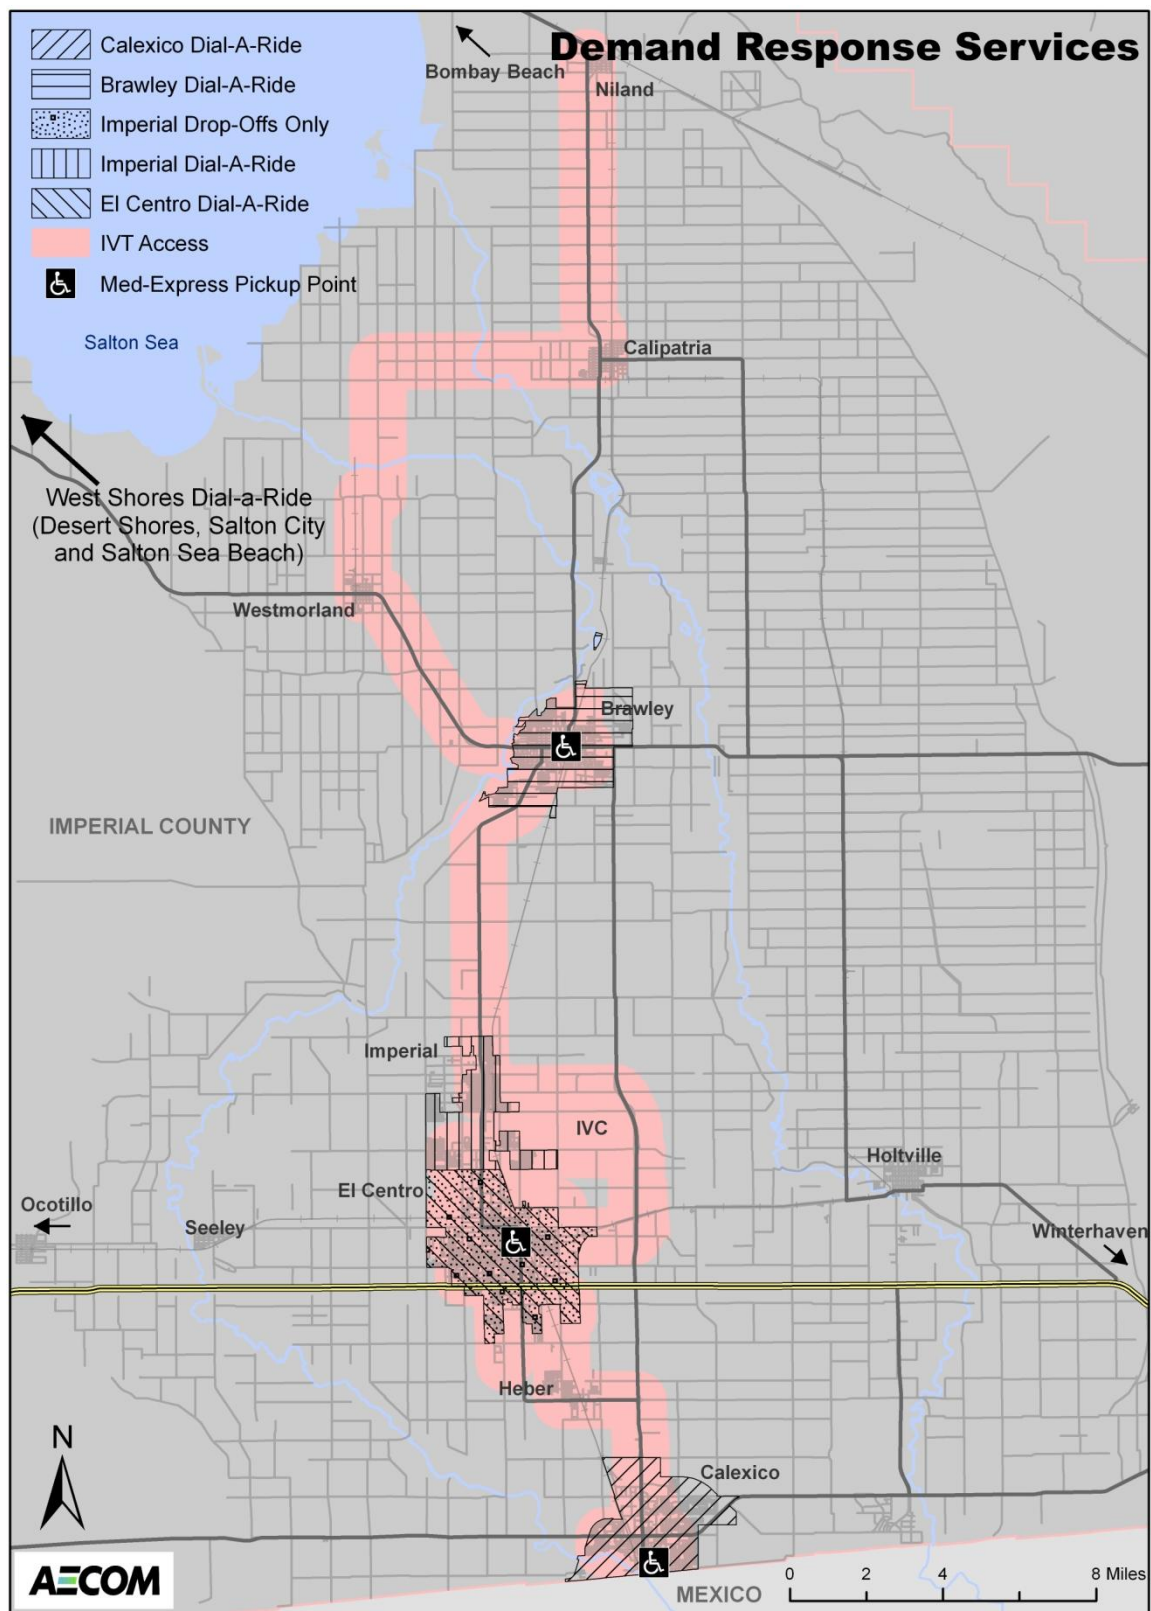 Demand Response Services
Calexico Dial-A-Ride
Brawley Dial-A-Ride
Imperial Drop-Offs Only
Imperial Dial-A-Ride
El Centro Dial-A-Ride
IVT Access
Med-Express Pickup Point
Bombay Beach
Niland
Salton Sea
Calipatria
West Shores Dial-a-Ride
(Desert Shores, Salton City
and Salton Sea Beach)
Westmorland
Brawley
IMPERIAL COUNTY
Imperial
IVC
Holtville
El Centro
Ocotillo
Seeley
Winterhaven
Heber
N
Calexico
AECOM
MEXICO
0 2 4 8 Miles